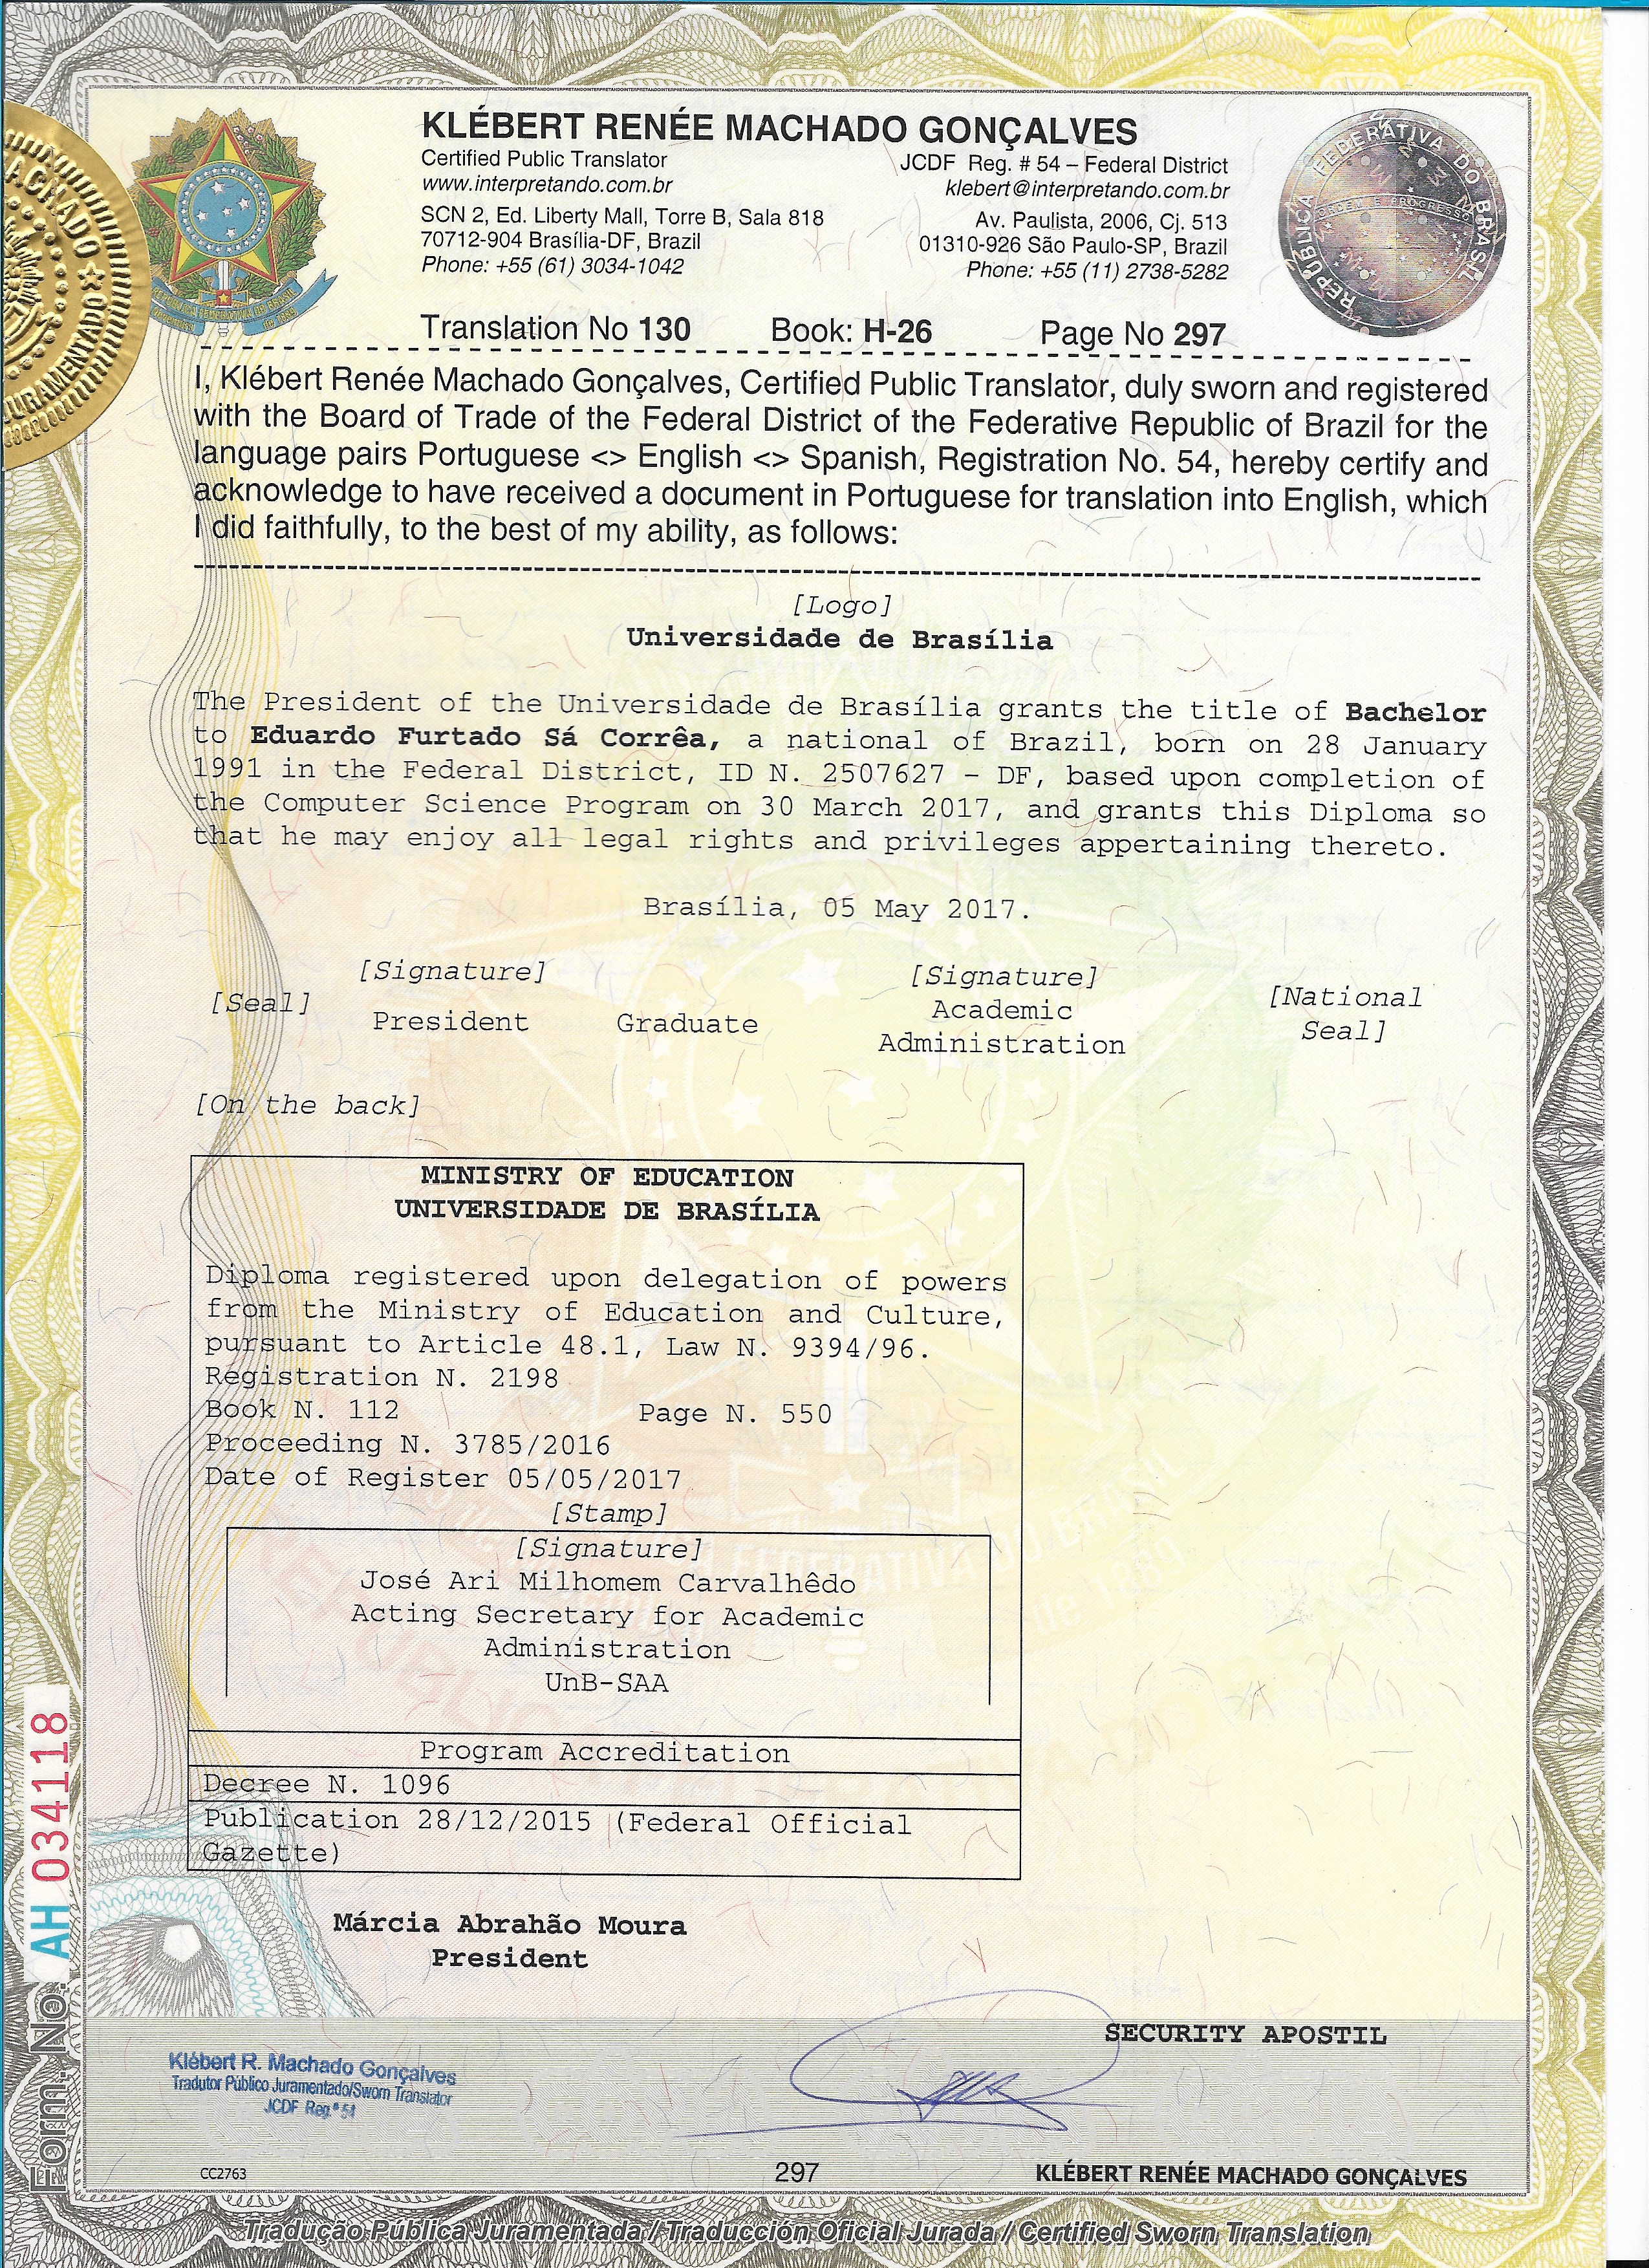 KLÉBERT RENÉE MACHADO GONÇALVES
Certified Public Translator
JCDF Reg. # 54 – Federal District
www.interpretando.com.br
klebert@interpretando.com.br
SCN 2, Ed. Liberty Mall, Torre B, Sala 818
Av. Paulista, 2006, Cj. 513
70712-904 Brasília-DF, Brazil
01310-926 São Paulo-SP, Brazil
Phone: +55 (61) 3034-1042
Phone: +55 (11) 2738-5282
REPÚBLICA FEDERATIVA DO BRASIL
ORDEM E PROGRESSO
MACHADO
JURAMENTADO
Translation No 130 Book: H-26 Page No 297
I, Klébert Renée Machado Gonçalves, Certified Public Translator, duly sworn and registered
with the Board of Trade of the Federal District of the Federative Republic of Brazil for the
language pairs Portuguese <> English <> Spanish, Registration No. 54, hereby certify and
acknowledge to have received a document in Portuguese for translation into English, which
I did faithfully, to the best of my ability, as follows:
[Logo]
Universidade de Brasília
The President of the Universidade de Brasília grants the title of Bachelor
to Eduardo Furtado Sá Corrêa, a national of Brazil, born on 28 January
1991 in the Federal District, ID N. 2507627 – DF, based upon completion of
the Computer Science Program on 30 March 2017, and grants this Diploma so
that he may enjoy all legal rights and privileges appertaining thereto.
Brasília, 05 May 2017.
[Seal]
[Signature]
President
Graduate
[Signature]
Academic
Administration
[National
Seal]
[On the back]
MINISTRY OF EDUCATION
UNIVERSIDADE DE BRASÍLIA
Diploma registered upon delegation of powers
from the Ministry of Education and Culture,
pursuant to Article 48.1, Law N. 9394/96.
Registration N. 2198
Book N. 112 Page N. 550
Proceeding N. 3785/2016
Date of Register 05/05/2017
[Stamp]
[Signature]
José Ari Milhomem Carvalhêdo
Acting Secretary for Academic
Administration
UnB-SAA
Program Accreditation
Decree N. 1096
Publication 28/12/2015 (Federal Official
Gazette)
Márcia Abrahão Moura
President
SECURITY APOSTIL
Klébert R. Machado Gonçalves
Tradutor Público Juramentado/Sworn Translator
JCDF Reg.º 54
Form. No. AH 034118
CC2763
297
KLÉBERT RENÉE MACHADO GONÇALVES
Tradução Pública Juramentada / Traducción Oficial Jurada / Certified Sworn Translation